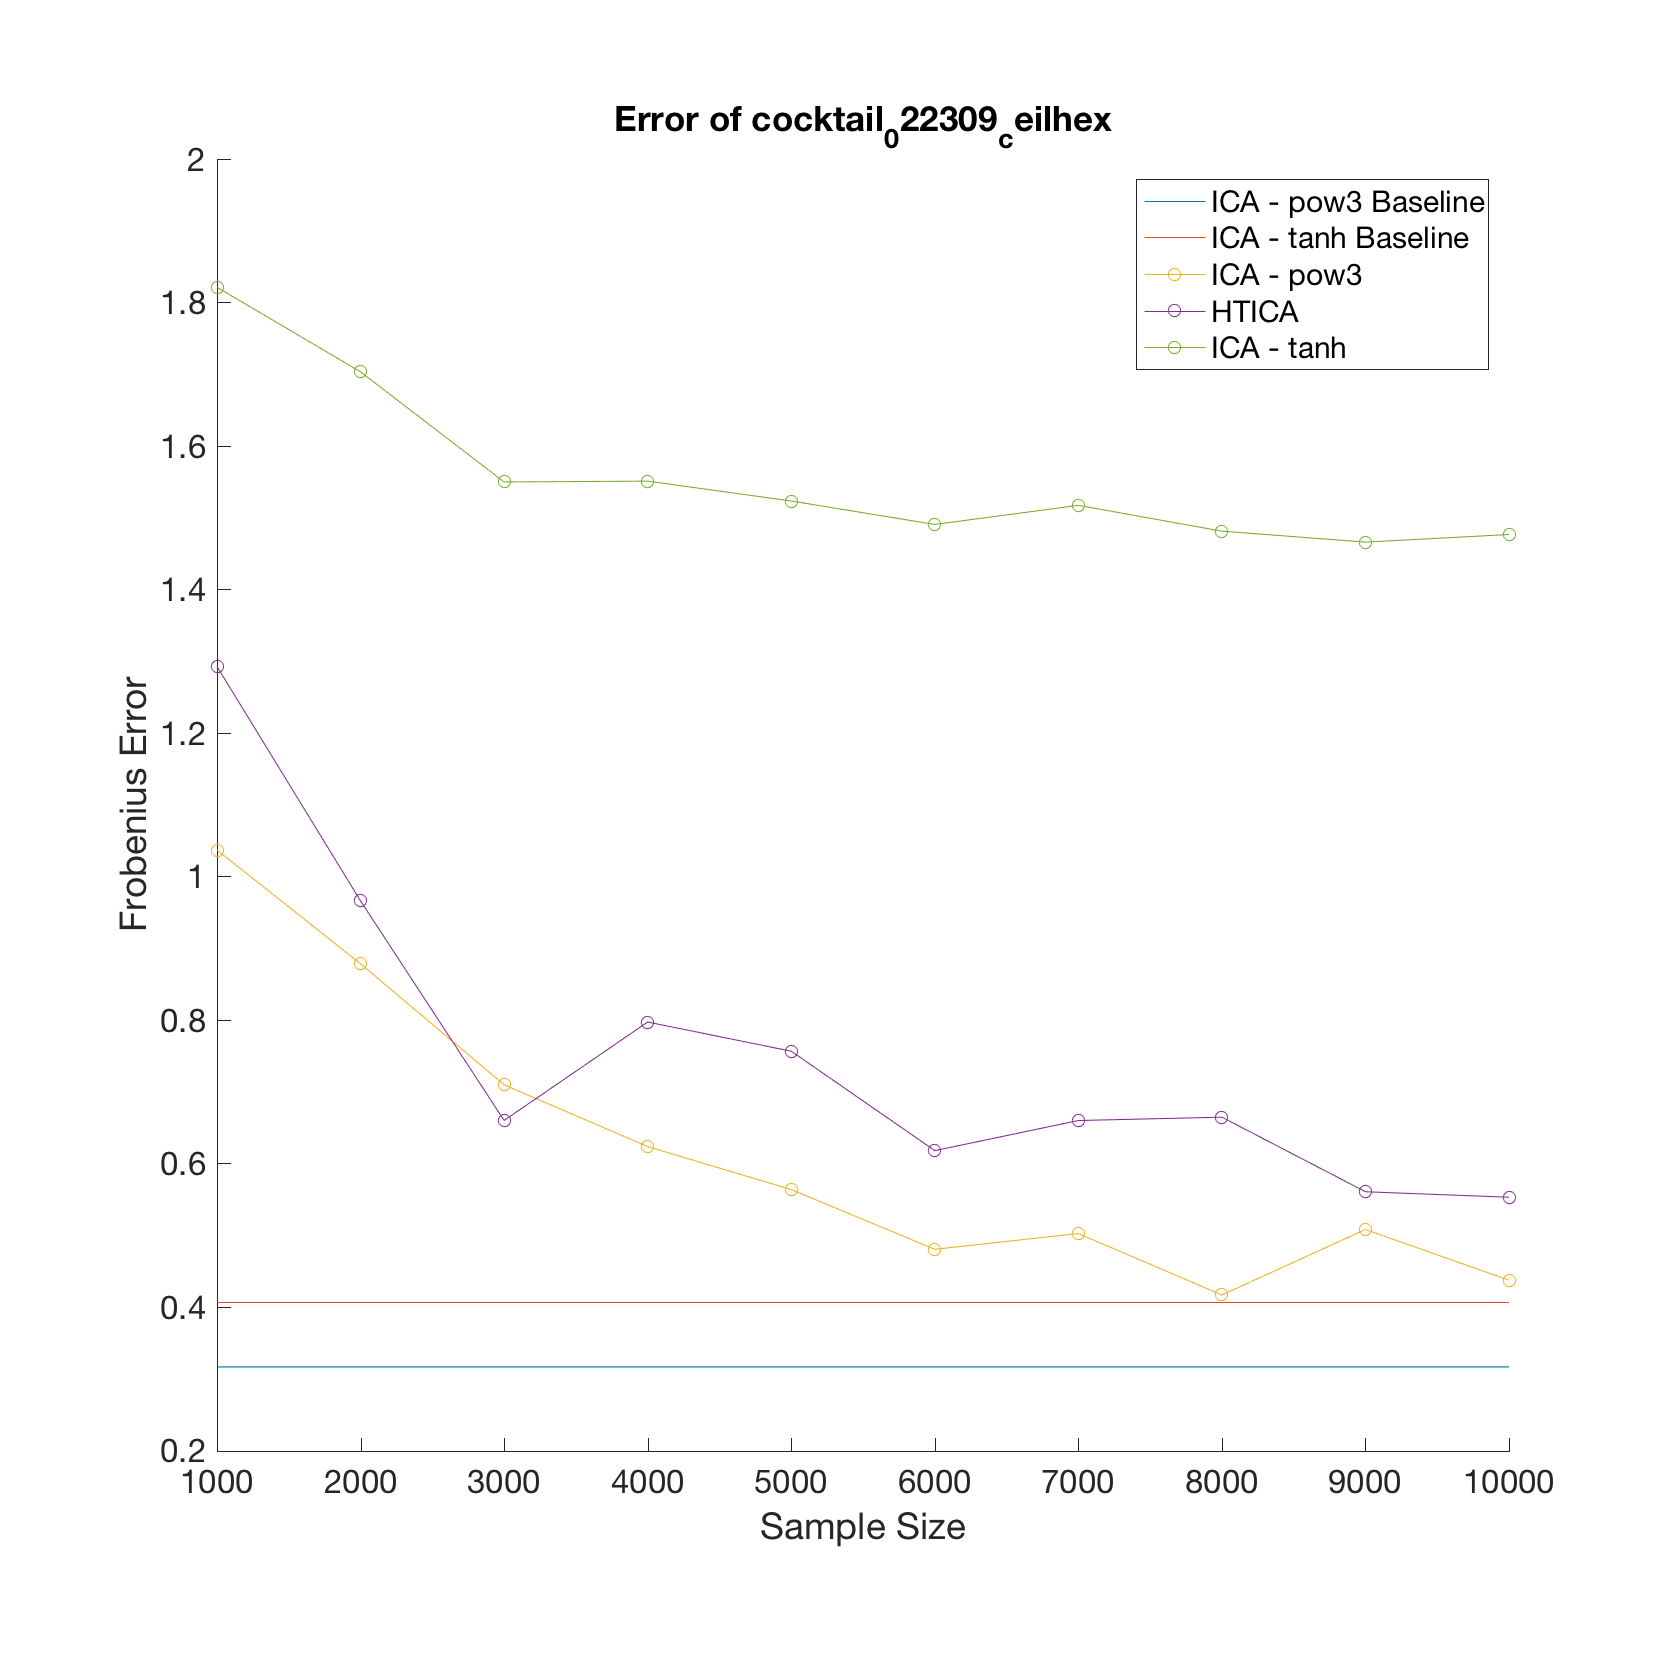 Error of cocktail_022309_ceilhex
ICA - pow3 Baseline
ICA - tanh Baseline
ICA - pow3
HTICA
ICA - tanh
Frobenius Error
2
1.8
1.6
1.4
1.2
1
0.8
0.6
0.4
0.2
1000 2000 3000 4000 5000 6000 7000 8000 9000 10000
Sample Size